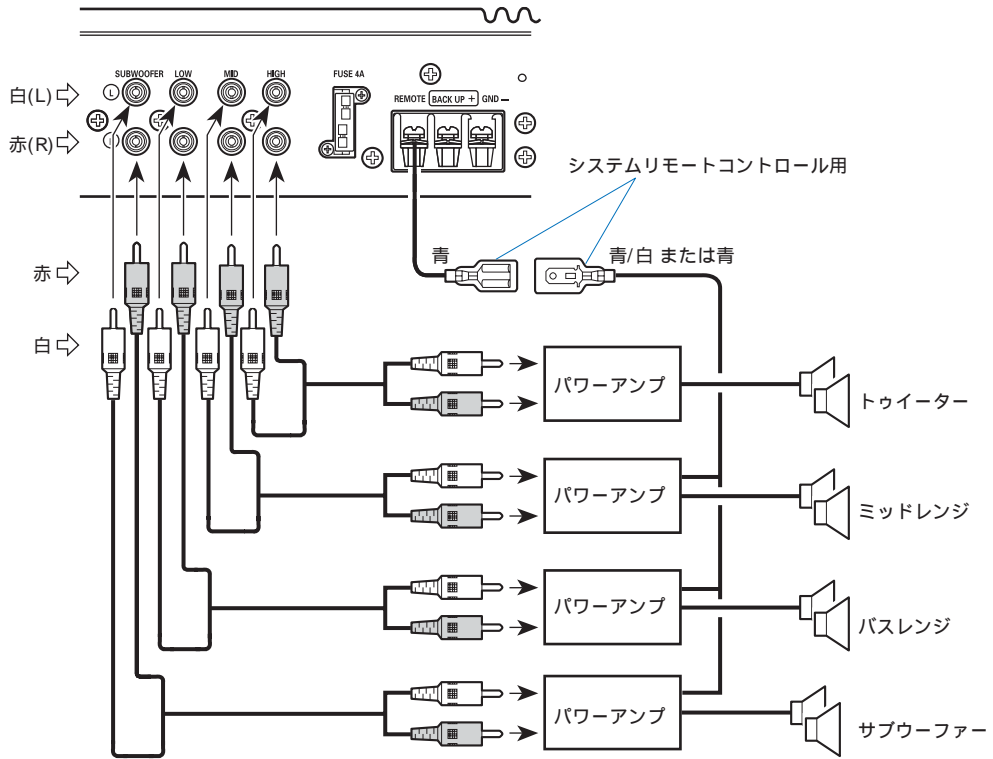 SUBWOOFER LOW MID HIGH
FUSE 4A
REMOTE BACK UP + GND −
白(L)
L
赤(R)
システムリモートコントロール用
青
青/白 または青
赤
白
パワーアンプ
トゥイーター
パワーアンプ
ミッドレンジ
パワーアンプ
バスレンジ
パワーアンプ
サブウーファー